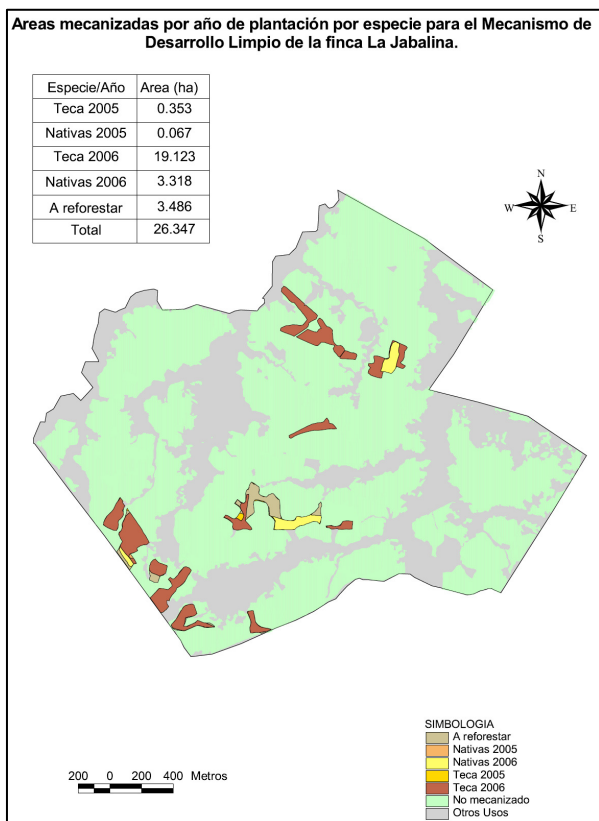 Areas mecanizadas por año de plantación por especie para el Mecanismo de
Desarrollo Limpio de la finca La Jabalina.
Especie/Año Area (ha)
Teca 2005 0.353
Nativas 2005 0.067
Teca 2006 19.123
Nativas 2006 3.318
A reforestar 3.486
Total 26.347
N
W E
S
SIMBOLOGIA
A reforestar
Nativas 2005
Nativas 2006
Teca 2005
Teca 2006
No mecanizado
Otros Usos
200 0 200 400 Metros